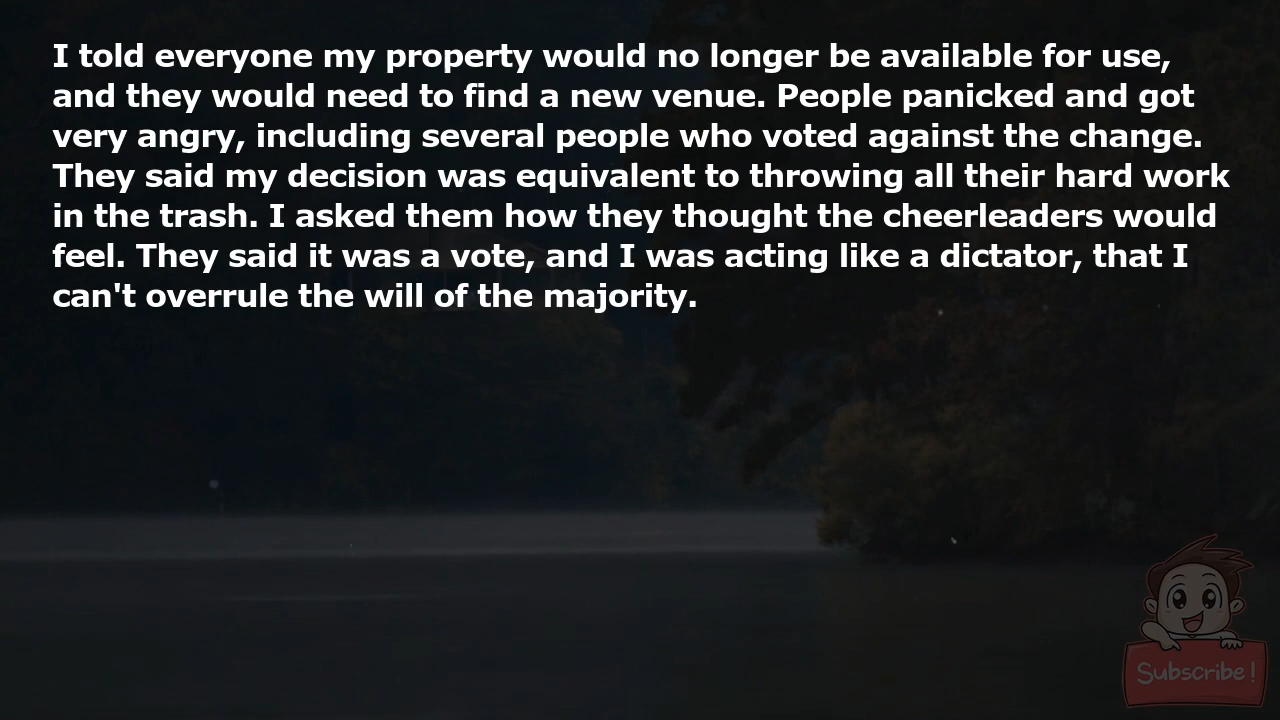 I told everyone my property would no longer be available for use,
and they would need to find a new venue. People panicked and got
very angry, including several people who voted against the change.
They said my decision was equivalent to throwing all their hard work
in the trash. I asked them how they thought the cheerleaders would
feel. They said it was a vote, and I was acting like a dictator, that I
can't overrule the will of the majority.
Subscribe!